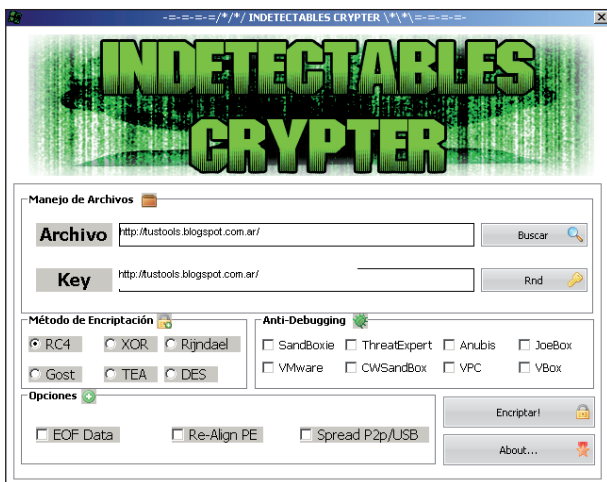 -=-=-=-=/*/*/ INDETECTABLES CRYPTER \*\*\=-=-=-=-
INDETECTABLES
CRYPTER
Manejo de Archivos
Archivo http://tustools.blogspot.com.ar/ Buscar
Key http://tustools.blogspot.com.ar/ Rnd
Método de Encriptación
RC4 XOR Rijndael
Gost TEA DES
Anti-Debugging
SandBoxie ThreatExpert Anubis JoeBox
VMware CWSandBox VPC VBox
Opciones
EOF Data Re-Align PE Spread P2p/USB
Encriptar!
About...